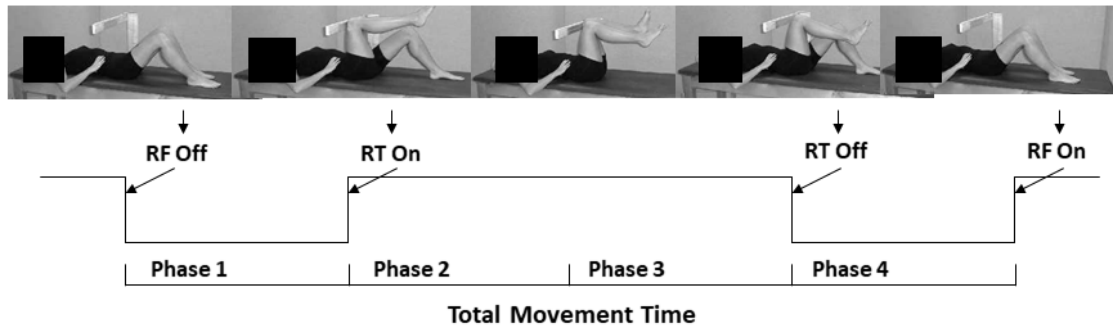 RF Off RT On RT Off RF On
Phase 1 Phase 2 Phase 3 Phase 4
Total Movement Time